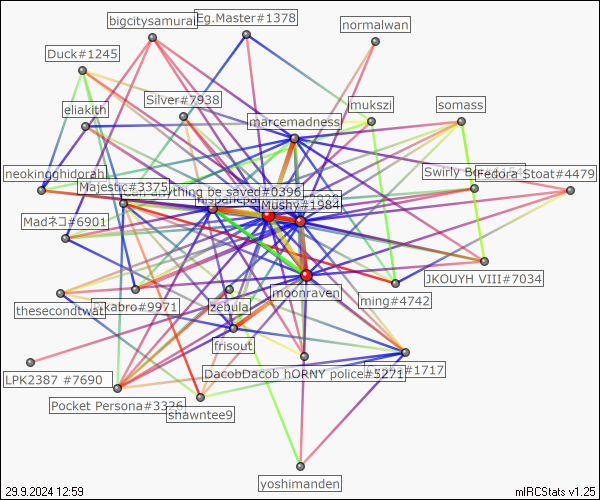 bigcitysamurai
Eg.Master#1378
normalwan
Duck#1245
Silver#7938
mukszi
somass
eliakith
marcemadness
neokingghidorah
Majestic#3375
Can anything be saved#0396
Swirly
Fedora Stoat#4479
Mushy#1984
Madネコ#6901
JKOUYH VIII#7034
moonraven
ming#4742
thesecondtwat
#9971
zebula
frisout
LPK2387 #7690
DacobDacob hORNY police#5271
#1717
Pocket Persona#3326
shawntee9
yoshimanden
29.9.2024 12:59
mIRCStats v1.25